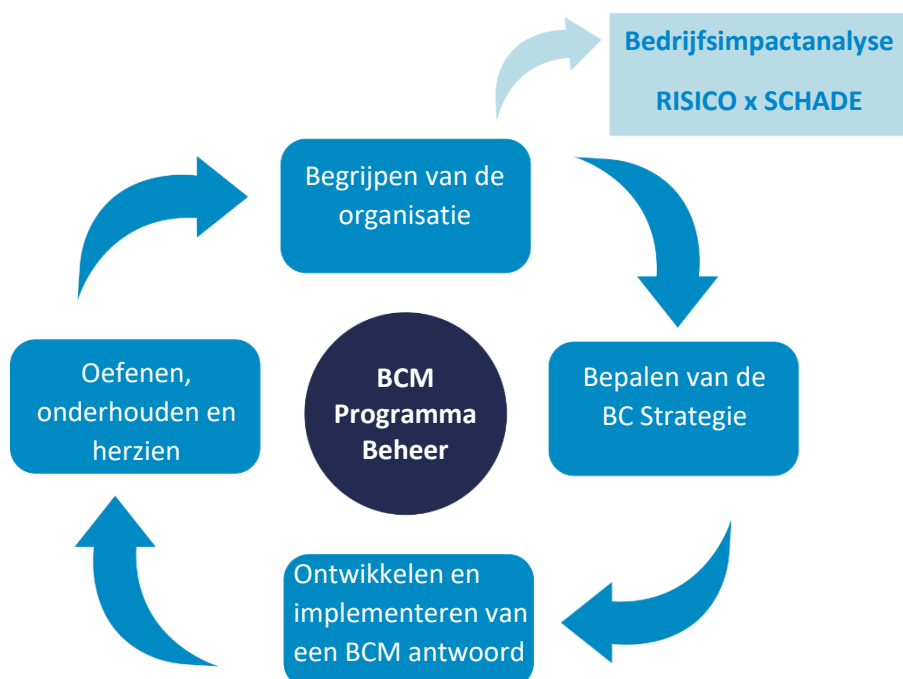 Bedrijfsimpactanalyse
RISICO x SCHADE
Begrijpen van de
organisatie
Oefenen,
onderhouden en
herzien
BCM
Programma
Beheer
Bepalen van de
BC Strategie
Ontwikkelen en
implementeren van
een BCM antwoord